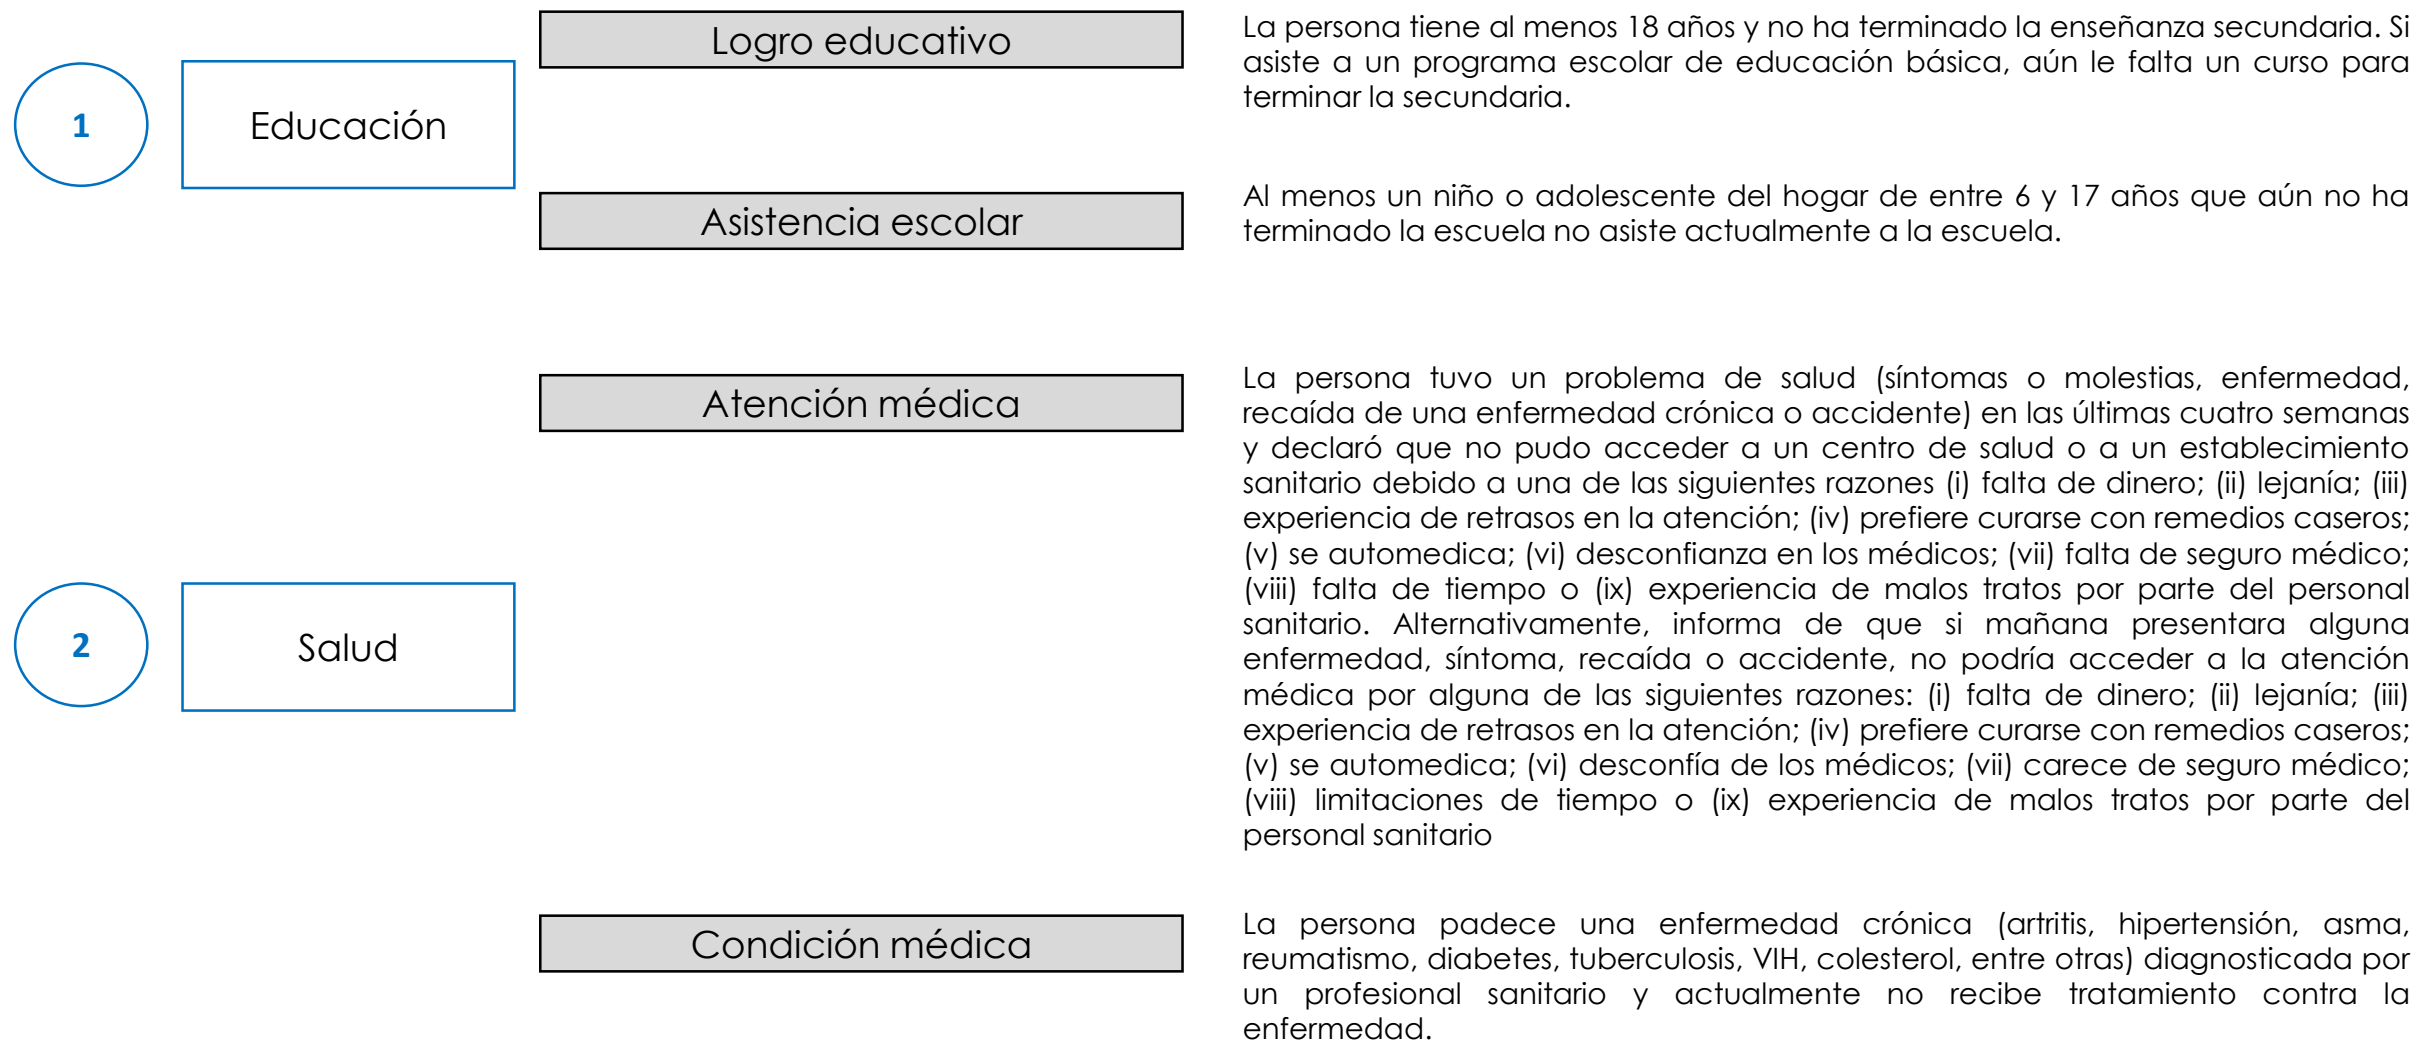 1
Educación
Logro educativo
La persona tiene al menos 18 años y no ha terminado la enseñanza secundaria. Si
asiste a un programa escolar de educación básica, aún le falta un curso para
terminar la secundaria.
Asistencia escolar
Al menos un niño o adolescente del hogar de entre 6 y 17 años que aún no ha
terminado la escuela no asiste actualmente a la escuela.
2
Salud
Atención médica
La persona tuvo un problema de salud (síntomas o molestias, enfermedad,
recaída de una enfermedad crónica o accidente) en las últimas cuatro semanas
y declaró que no pudo acceder a un centro de salud o a un establecimiento
sanitario debido a una de las siguientes razones (i) falta de dinero; (ii) lejanía; (iii)
experiencia de retrasos en la atención; (iv) prefiere curarse con remedios caseros;
(v) se automedica; (vi) desconfianza en los médicos; (vii) falta de seguro médico;
(viii) falta de tiempo o (ix) experiencia de malos tratos por parte del personal
sanitario. Alternativamente, informa de que si mañana presentara alguna
enfermedad, síntoma, recaída o accidente, no podría acceder a la atención
médica por alguna de las siguientes razones: (i) falta de dinero; (ii) lejanía; (iii)
experiencia de retrasos en la atención; (iv) prefiere curarse con remedios caseros;
(v) se automedica; (vi) desconfía de los médicos; (vii) carece de seguro médico;
(viii) limitaciones de tiempo o (ix) experiencia de malos tratos por parte del
personal sanitario
Condición médica
La persona padece una enfermedad crónica (artritis, hipertensión, asma,
reumatismo, diabetes, tuberculosis, VIH, colesterol, entre otras) diagnosticada por
un profesional sanitario y actualmente no recibe tratamiento contra la
enfermedad.